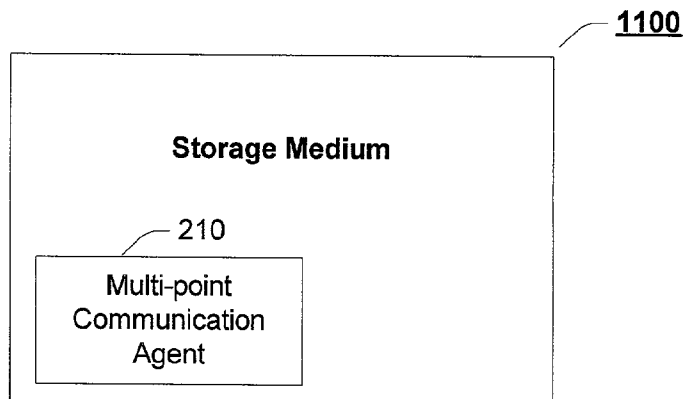 1100
Storage Medium
210
Multi-point
Communication
Agent